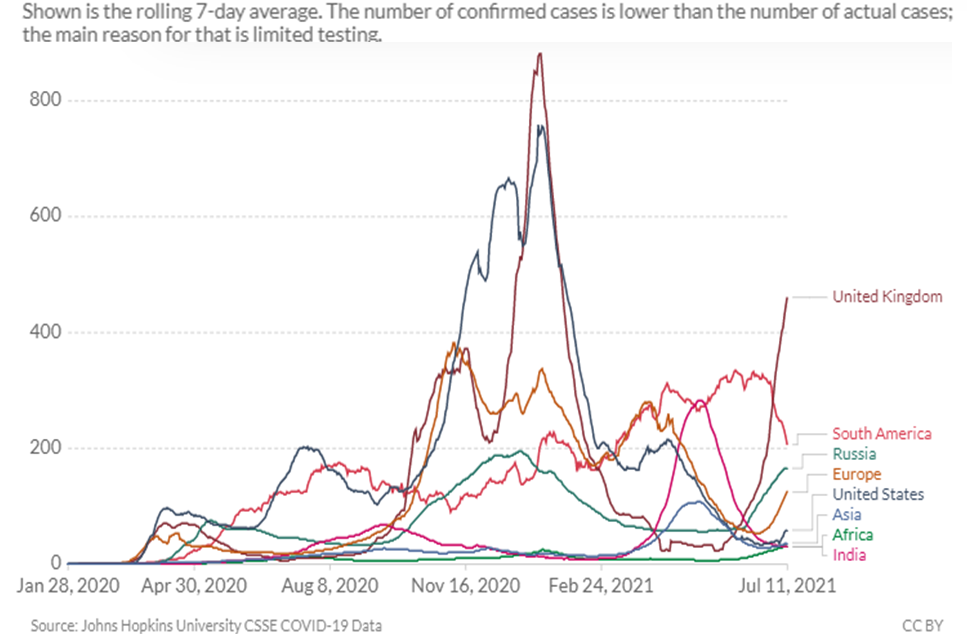 Shown is the rolling 7-day average. The number of confirmed cases is lower than the number of actual cases;
the main reason for that is limited testing.
800
600
400
200
0
United Kingdom
South America
Russia
Europe
United States
Asia
Africa
India
Jan 28, 2020 Apr 30, 2020 Aug 8, 2020 Nov 16, 2020 Feb 24, 2021 Jul 11, 2021
Source: Johns Hopkins University CSSE COVID-19 Data CC BY